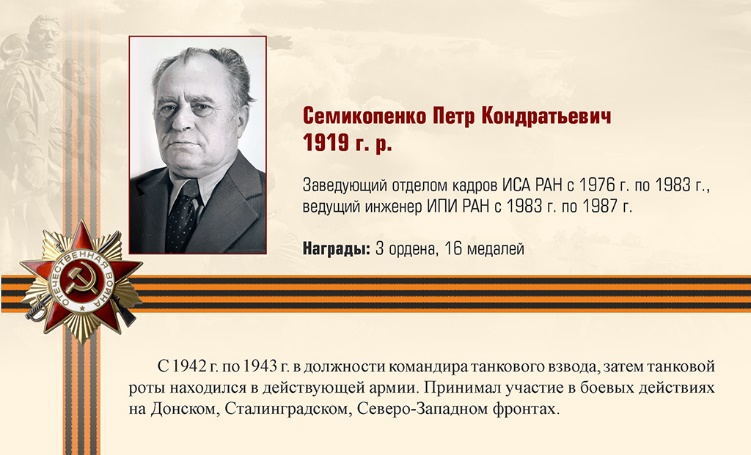 Семикопенко Петр Кондратьевич
1919 г. р.
Заведующий отделом кадров ИСА РАН с 1976 г. по 1983 г.,
ведущий инженер ИПИ РАН с 1983 г. по 1987 г.
Награды: 3 ордена, 16 медалей
ОТЕЧЕСТВЕННАЯ ВОЙНА
С 1942 г. по 1943 г. в должности командира танкового взвода, затем танковой
роты находился в действующей армии. Принимал участие в боевых действиях
на Донском, Сталинградском, Северо-Западном фронтах.